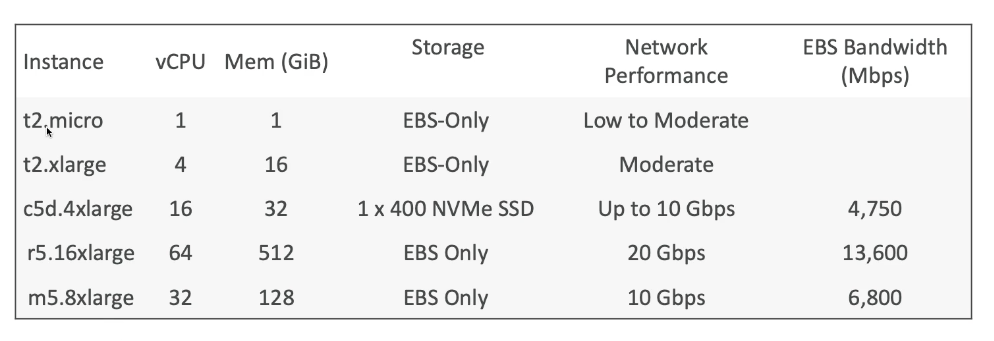 Instance vCPU Mem (GiB) Storage Network Performance EBS Bandwidth (Mbps)
t2.micro 1 1 EBS-Only Low to Moderate
t2.xlarge 4 16 EBS-Only Moderate
c5d.4xlarge 16 32 1 x 400 NVMe SSD Up to 10 Gbps 4,750
r5.16xlarge 64 512 EBS Only 20 Gbps 13,600
m5.8xlarge 32 128 EBS Only 10 Gbps 6,800